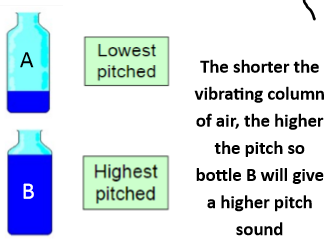 A
Lowest
pitched
B
Highest
pitched
The shorter the
vibrating column
of air, the higher
the pitch so
bottle B will give
a higher pitch
sound